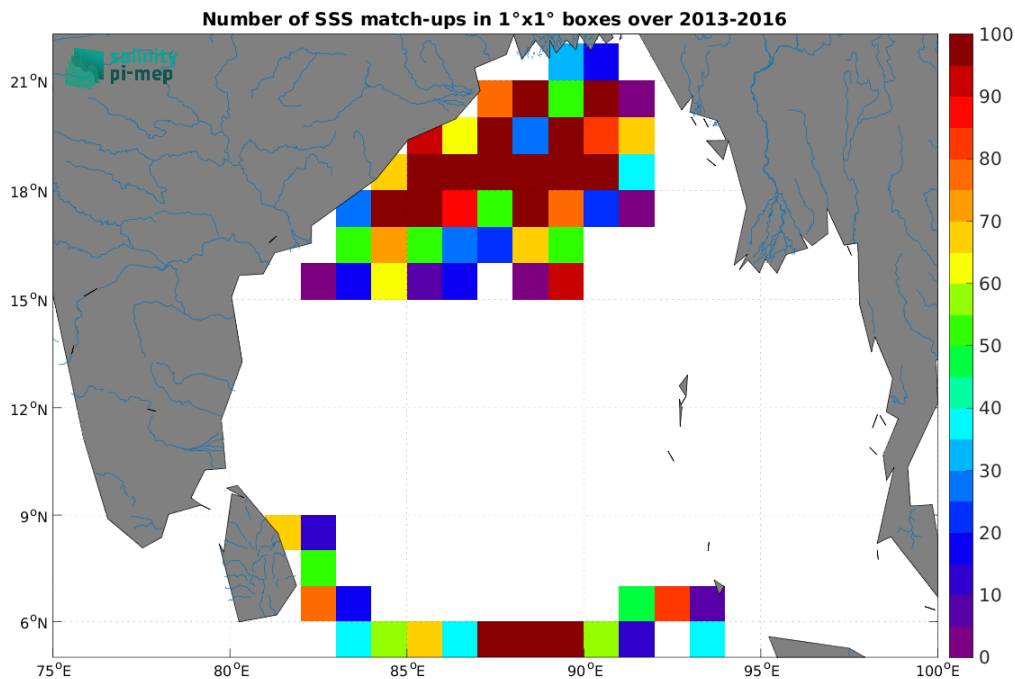 Number of SSS match-ups in 1°x1° boxes over 2013-2016
salinity
pi-mep
21°N
18°N
15°N
12°N
9°N
6°N
75°E
80°E
85°E
90°E
95°E
100°E
100
90
80
70
60
50
40
30
20
10
0